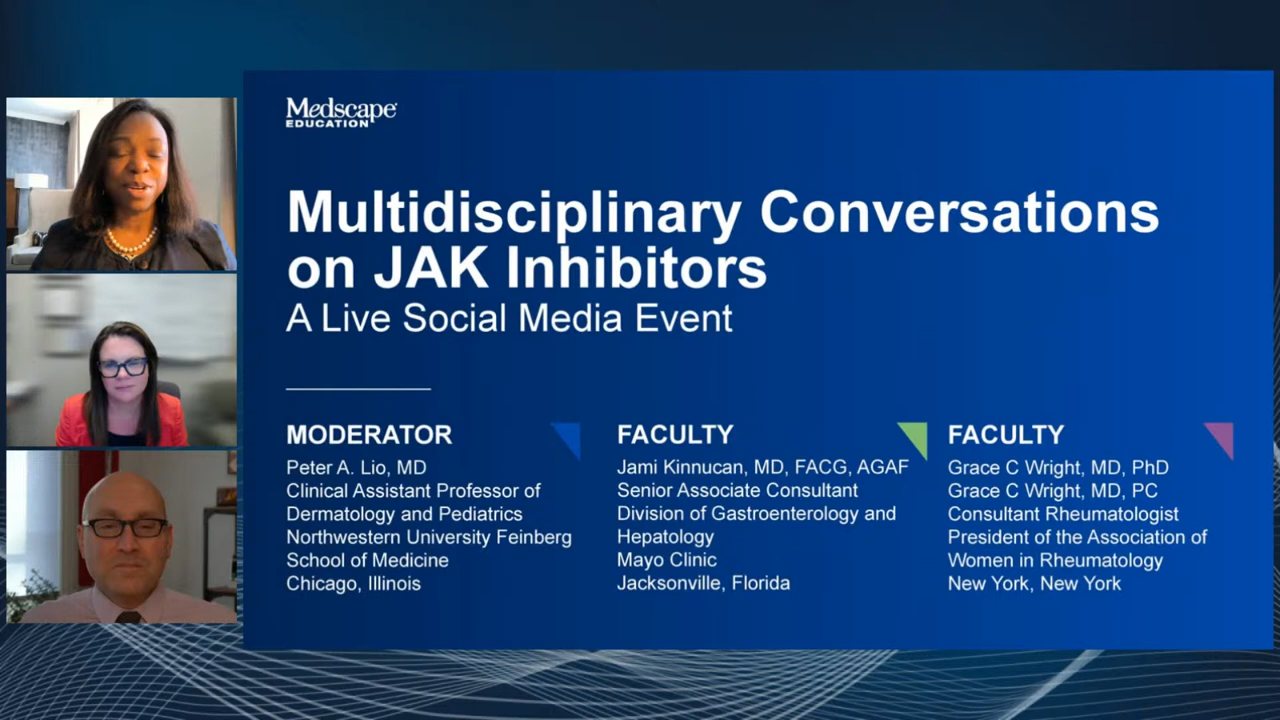 Medscape
EDUCATION
Multidisciplinary Conversations
on JAK Inhibitors
A Live Social Media Event
MODERATOR
Peter A. Lio, MD
Clinical Assistant Professor of
Dermatology and Pediatrics
Northwestern University Feinberg
School of Medicine
Chicago, Illinois
FACULTY
Jami Kinnucan, MD, FACG, AGAF
Senior Associate Consultant
Division of Gastroenterology and
Hepatology
Mayo Clinic
Jacksonville, Florida
FACULTY
Grace C Wright, MD, PhD
Grace C Wright, MD, PC
Consultant Rheumatologist
President of the Association of
Women in Rheumatology
New York, New York